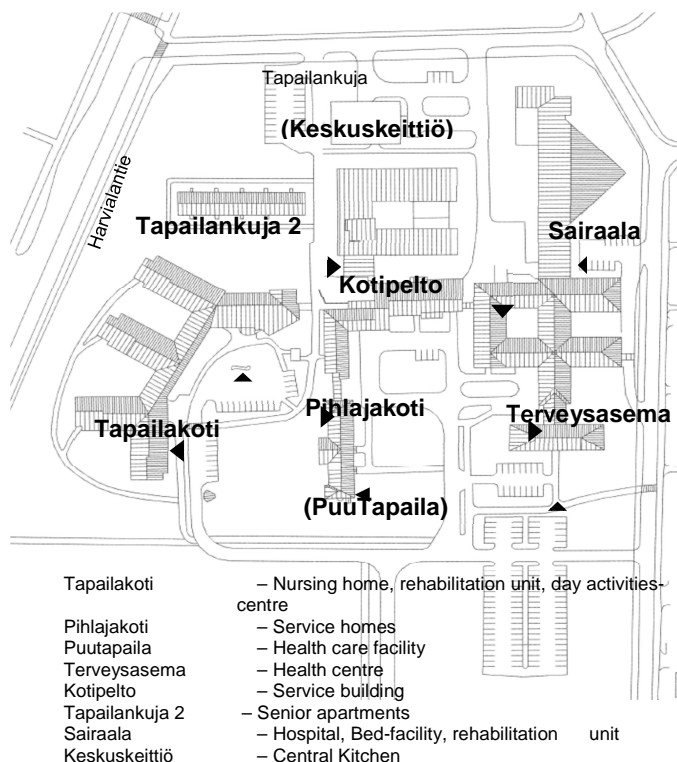 Tapailankuja
(Keskuskeittiö)
Harvialantie
Tapailankuja 2
Sairaala
Kotipelto
Pihlajakoti
Terveysasema
Tapailakoti
(PuuTapaila)
Tapailakoti – Nursing home, rehabilitation unit, day activities-
centre
Pihlajakoti – Service homes
Puutapaila – Health care facility
Terveysasema – Health centre
Kotipelto – Service building
Tapailankuja 2 – Senior apartments
Sairaala – Hospital, Bed-facility, rehabilitation unit
Keskuskeittiö – Central Kitchen